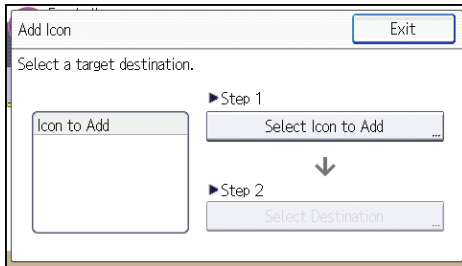 Add Icon
Exit
Select a target destination.
Icon to Add
▶Step 1
Select Icon to Add
...
▶Step 2
Select Destination
...